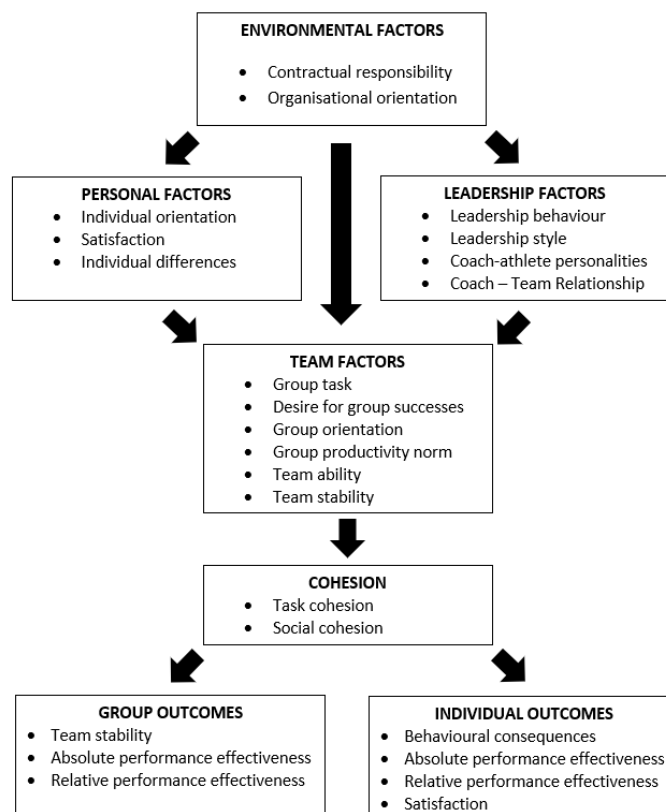 ENVIRONMENTAL FACTORS
• Contractual responsibility
• Organisational orientation
PERSONAL FACTORS
• Individual orientation
• Satisfaction
• Individual differences
LEADERSHIP FACTORS
• Leadership behaviour
• Leadership style
• Coach-athlete personalities
• Coach – Team Relationship
TEAM FACTORS
• Group task
• Desire for group successes
• Group orientation
• Group productivity norm
• Team ability
• Team stability
COHESION
• Task cohesion
• Social cohesion
GROUP OUTCOMES
• Team stability
• Absolute performance effectiveness
• Relative performance effectiveness
INDIVIDUAL OUTCOMES
• Behavioural consequences
• Absolute performance effectiveness
• Relative performance effectiveness
• Satisfaction